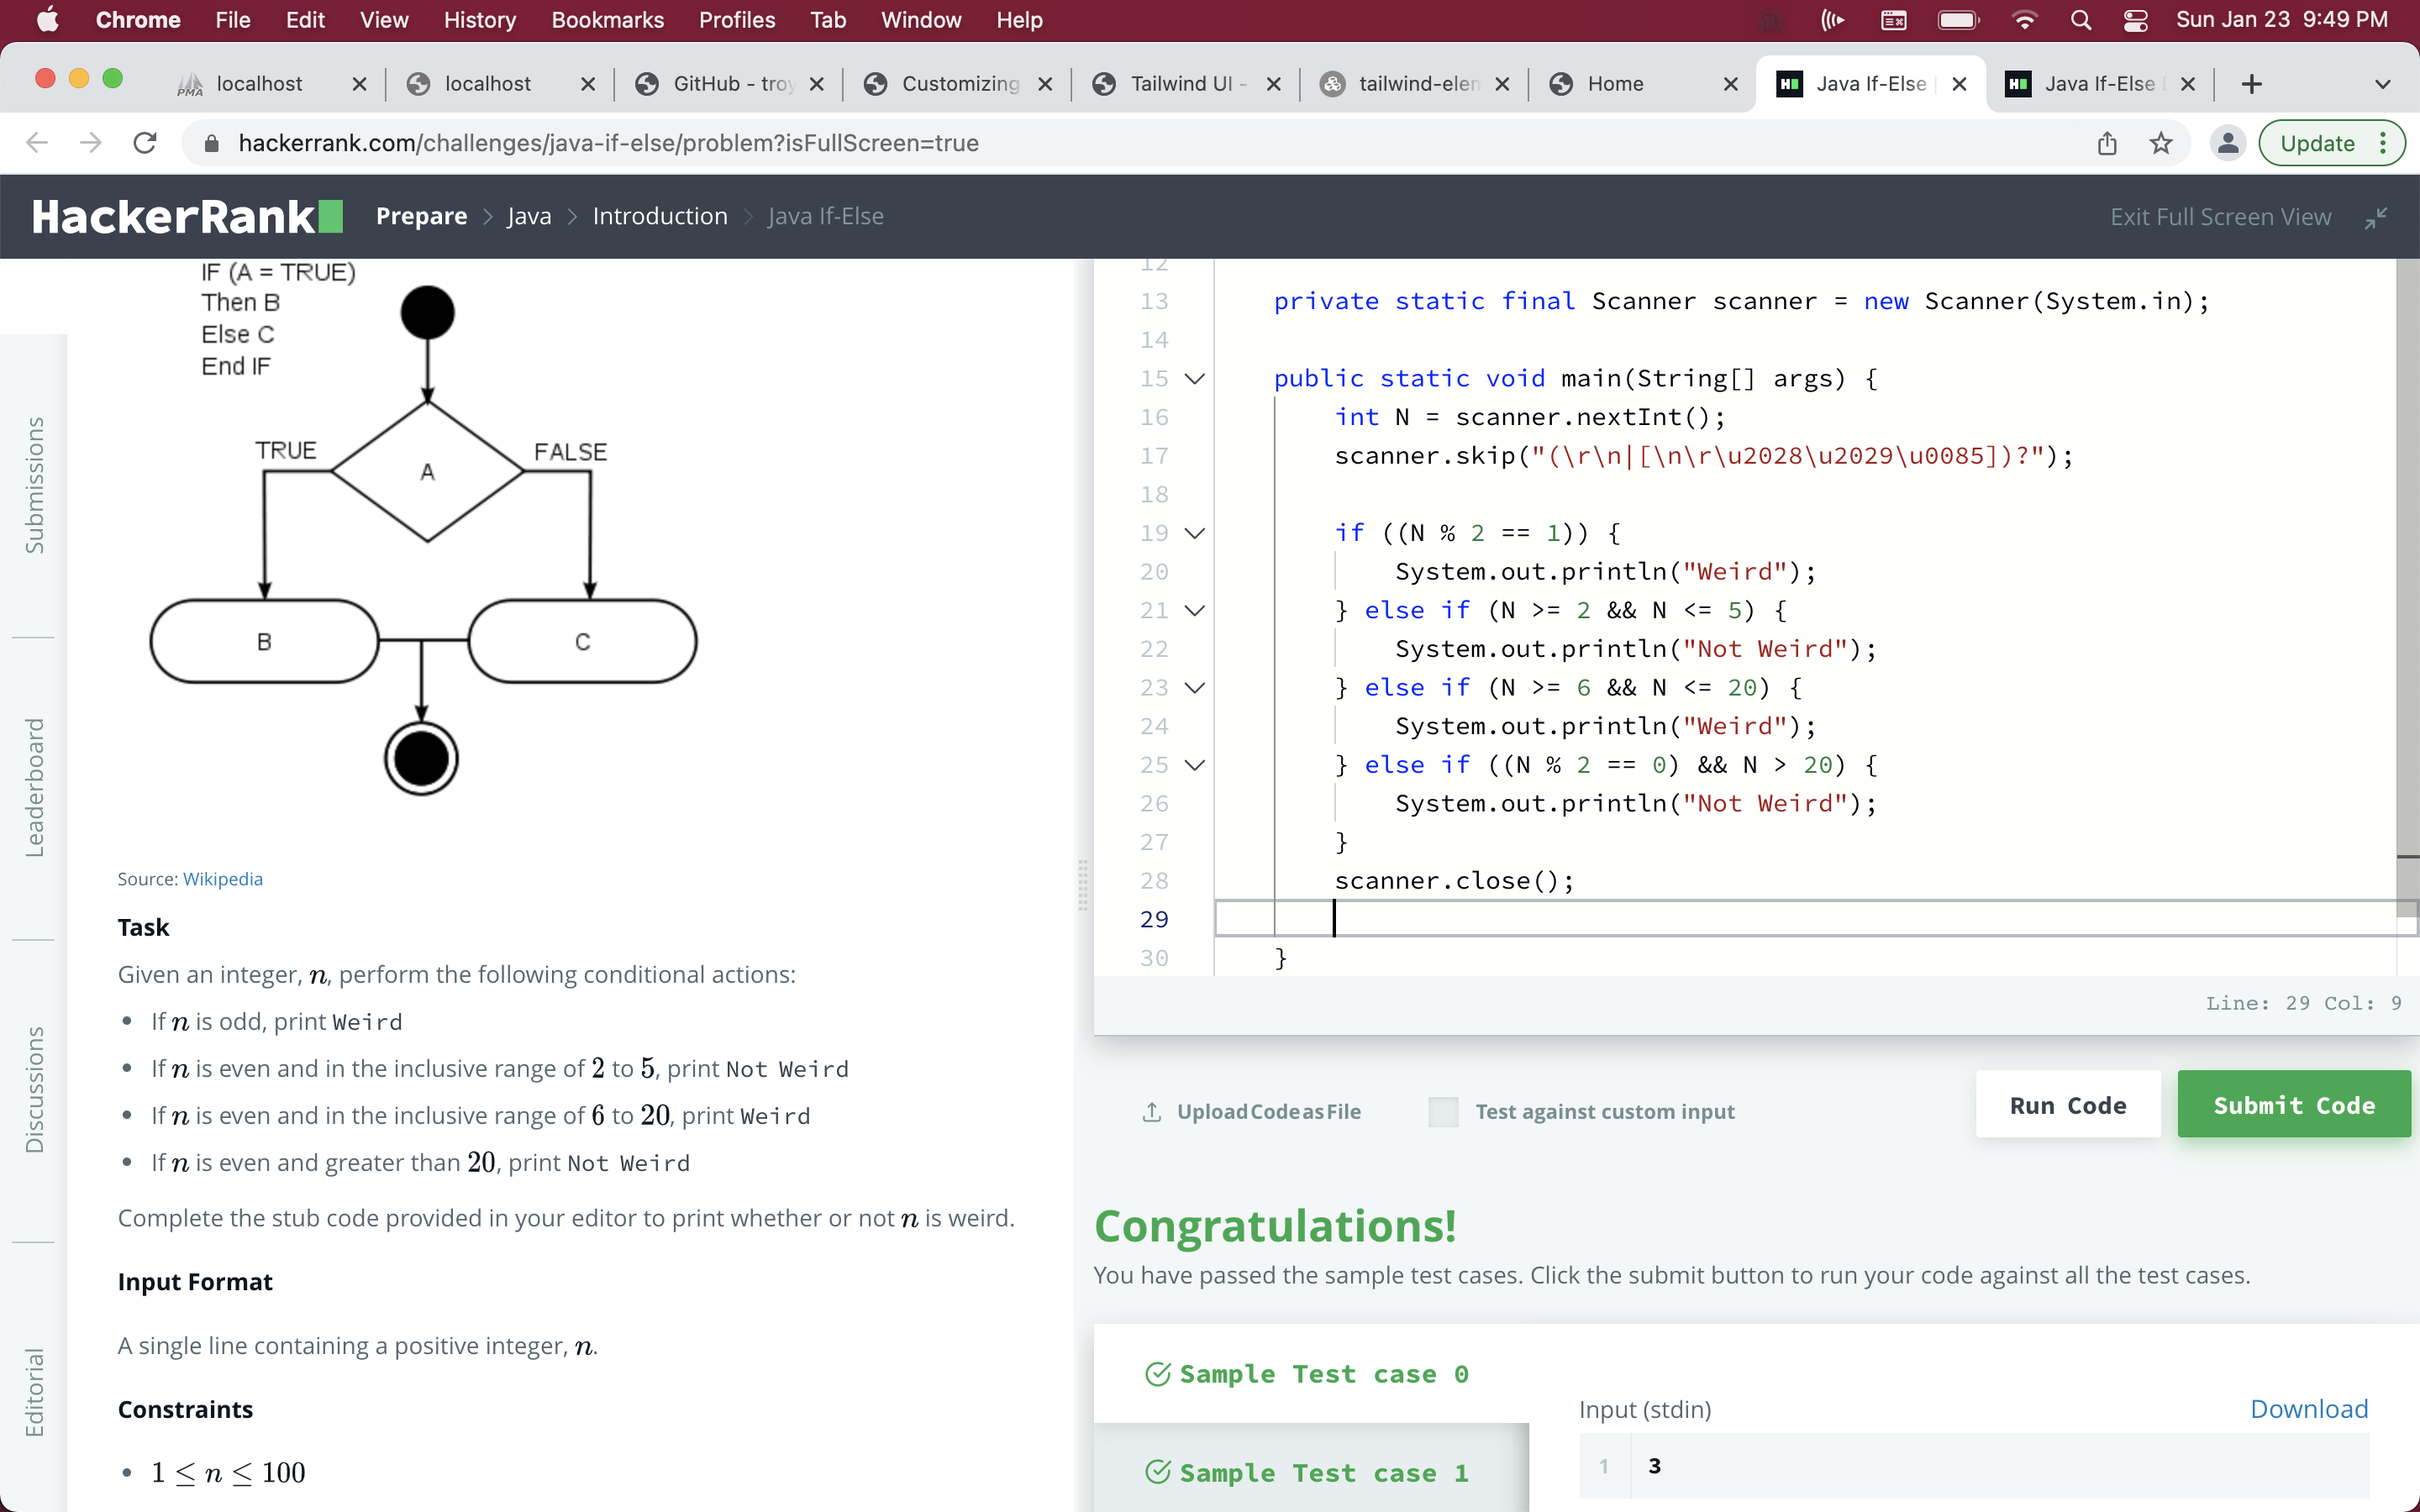 Chrome File Edit View History Bookmarks Profiles Tab Window Help Sun Jan 23 9:49 PM
localhost localhost GitHub - troy Customizing Tailwind UI - tailwind-elem Home Java If-Else Java If-Else
hackerrank.com/challenges/java-if-else/problem?isFullScreen=true Update
HackerRank Prepare > Java > Introduction > Java If-Else Exit Full Screen View
Submissions
Leaderboard
Discussions
Editorial
IF (A = TRUE)
Then B
Else C
End IF
TRUE A FALSE
B C
Source: Wikipedia
Task
Given an integer, n, perform the following conditional actions:
• If n is odd, print Weird
• If n is even and in the inclusive range of 2 to 5, print Not Weird
• If n is even and in the inclusive range of 6 to 20, print Weird
• If n is even and greater than 20, print Not Weird
Complete the stub code provided in your editor to print whether or not n is weird.
Input Format
A single line containing a positive integer, n.
Constraints
• 1 ≤ n ≤ 100
12
13 private static final Scanner scanner = new Scanner(System.in);
14
15 public static void main(String[] args) {
16 int N = scanner.nextInt();
17 scanner.skip("(\r\n|[\n\r\u2028\u2029\u0085])?");
18
19 if ((N % 2 == 1)) {
20 System.out.println("Weird");
21 } else if (N >= 2 && N <= 5) {
22 System.out.println("Not Weird");
23 } else if (N >= 6 && N <= 20) {
24 System.out.println("Weird");
25 } else if ((N % 2 == 0) && N > 20) {
26 System.out.println("Not Weird");
27 }
28 scanner.close();
29
30 }
Line: 29 Col: 9
Upload Code as File Test against custom input Run Code Submit Code
Congratulations!
You have passed the sample test cases. Click the submit button to run your code against all the test cases.
Sample Test case 0
Sample Test case 1
Input (stdin) Download
1 3